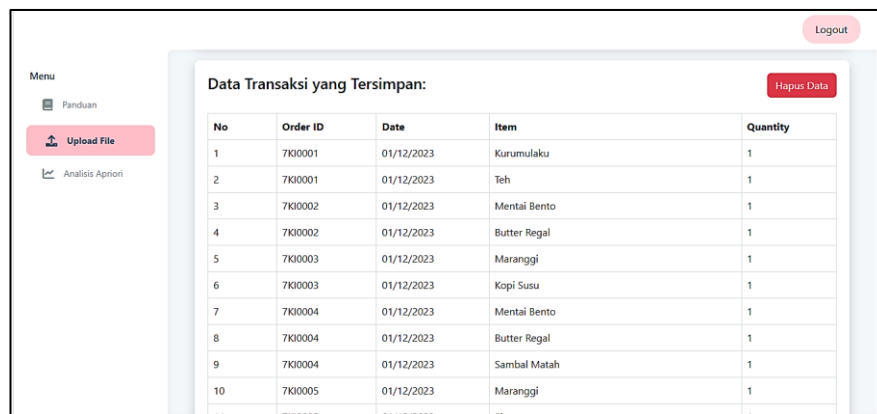 Logout
Menu
Panduan
Upload File
Analisis Apriori
Data Transaksi yang Tersimpan:
Hapus Data
No Order ID Date Item Quantity
1 7KI0001 01/12/2023 Kurumulaku 1
2 7KI0001 01/12/2023 Teh 1
3 7KI0002 01/12/2023 Mentai Bento 1
4 7KI0002 01/12/2023 Butter Regal 1
5 7KI0003 01/12/2023 Maranggi 1
6 7KI0003 01/12/2023 Kopi Susu 1
7 7KI0004 01/12/2023 Mentai Bento 1
8 7KI0004 01/12/2023 Butter Regal 1
9 7KI0004 01/12/2023 Sambal Matah 1
10 7KI0005 01/12/2023 Maranggi 1